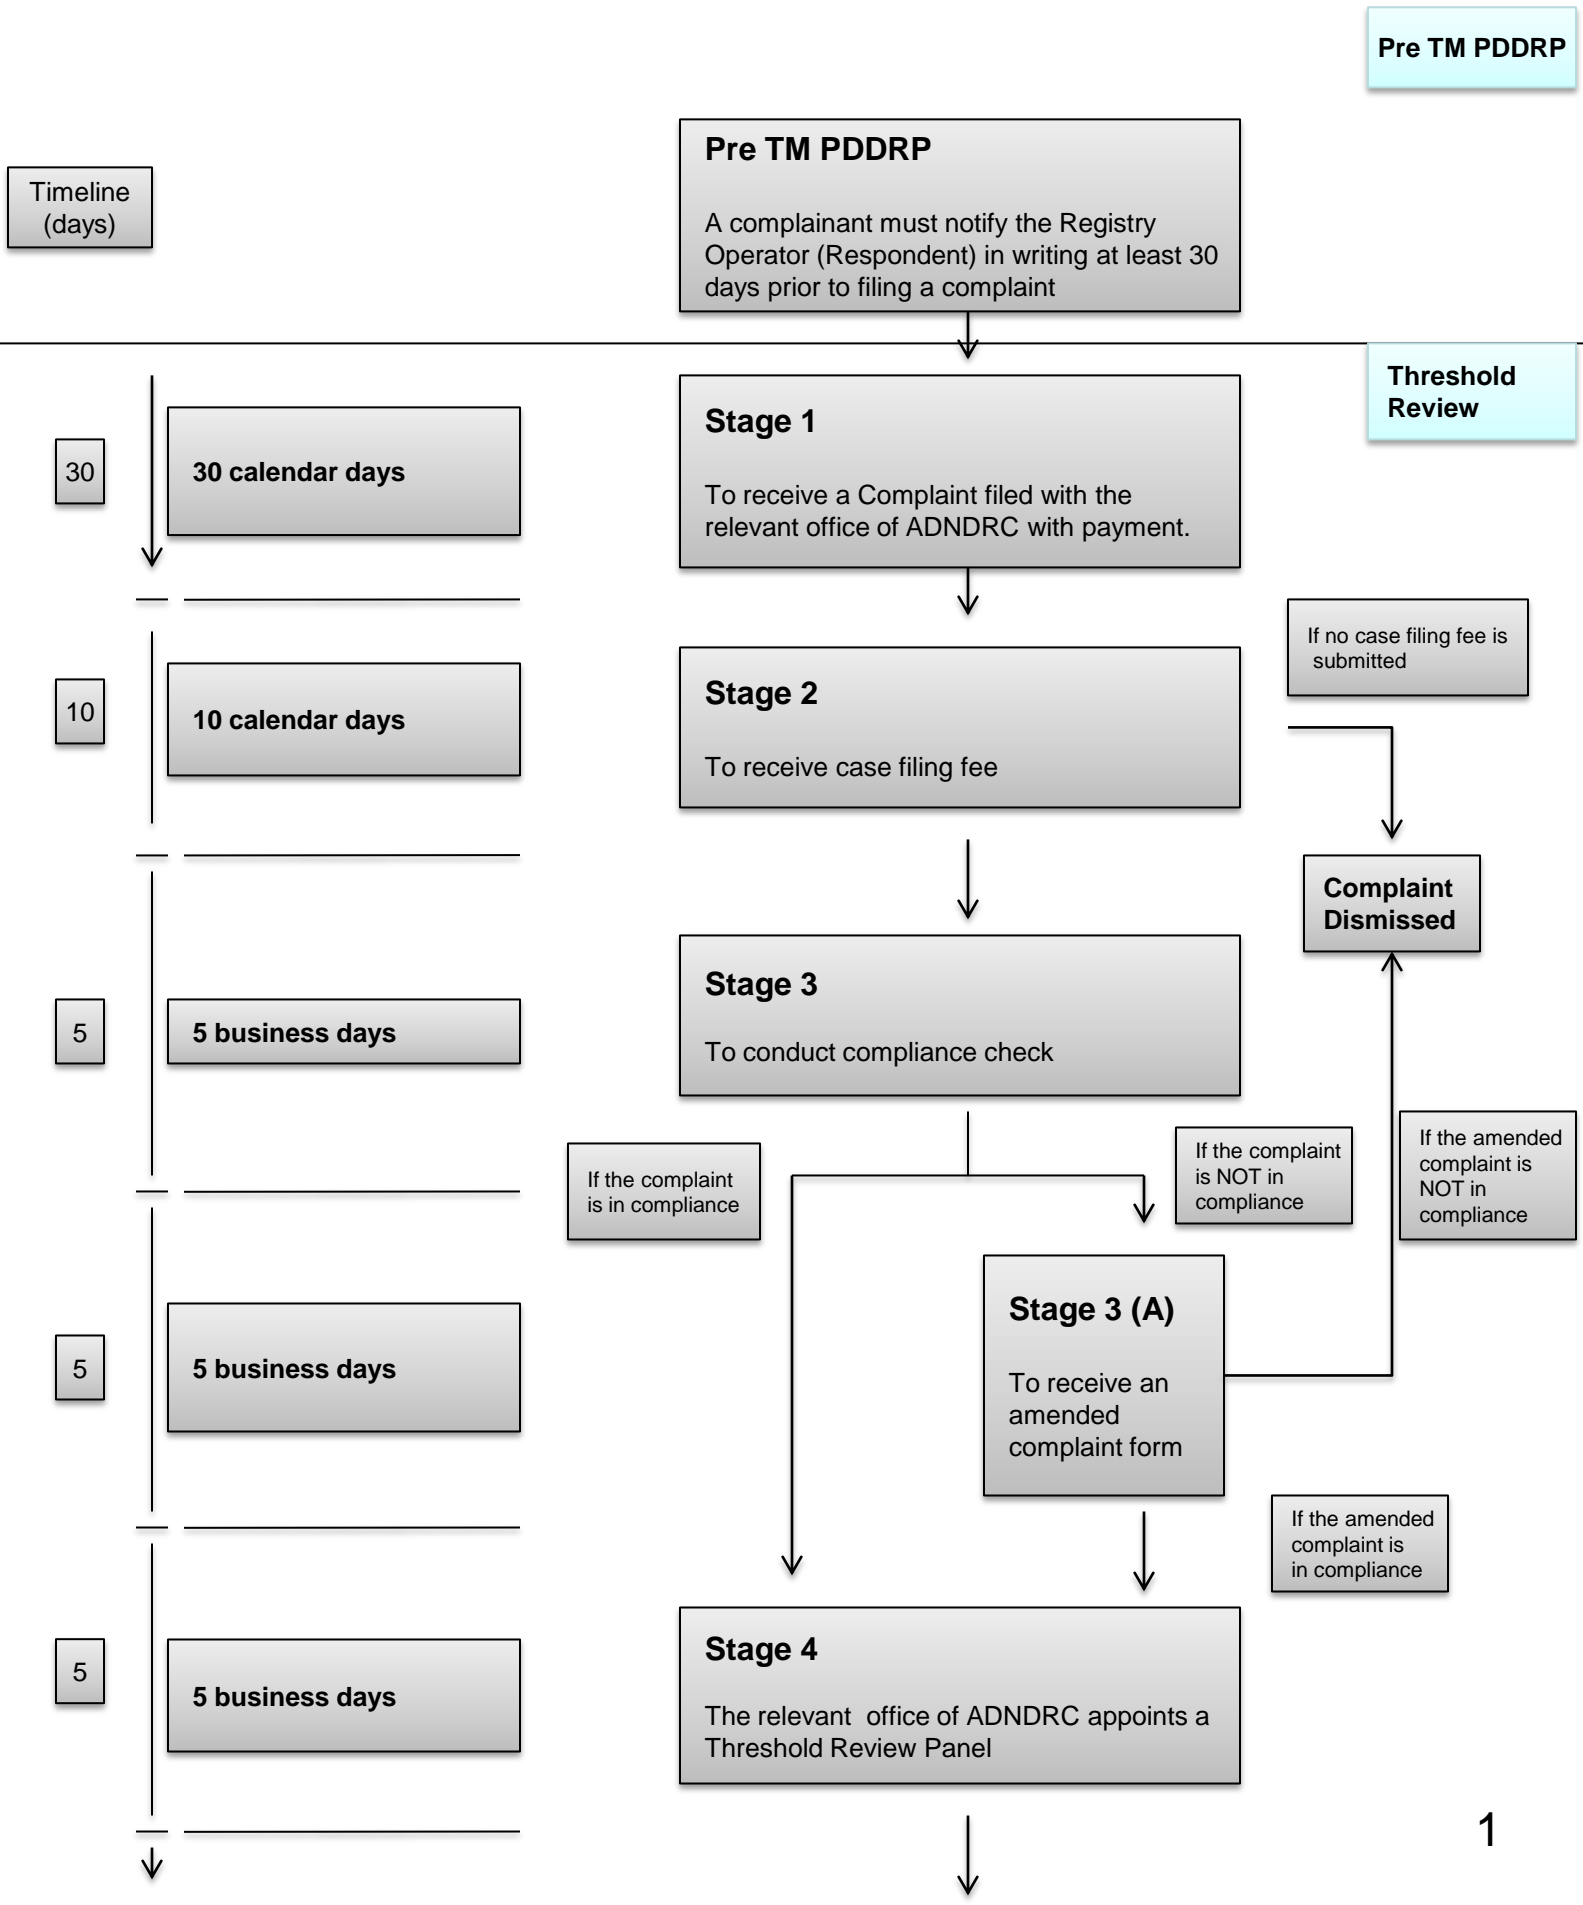 Pre TM PDDRP
Timeline
(days)
Pre TM PDDRP
A complainant must notify the Registry
Operator (Respondent) in writing at least 30
days prior to filing a complaint
Threshold
Review
30
30 calendar days
Stage 1
To receive a Complaint filed with the
relevant office of ADNDRC with payment.
If no case filing fee is
submitted
10
10 calendar days
Stage 2
To receive case filing fee
Complaint
Dismissed
5
5 business days
Stage 3
To conduct compliance check
If the complaint
is in compliance
If the complaint
is NOT in
compliance
If the amended
complaint is
NOT in
compliance
5
5 business days
Stage 3 (A)
To receive an
amended
complaint form
If the amended
complaint is
in compliance
5
5 business days
Stage 4
The relevant  office of ADNDRC appoints a
Threshold Review Panel
1